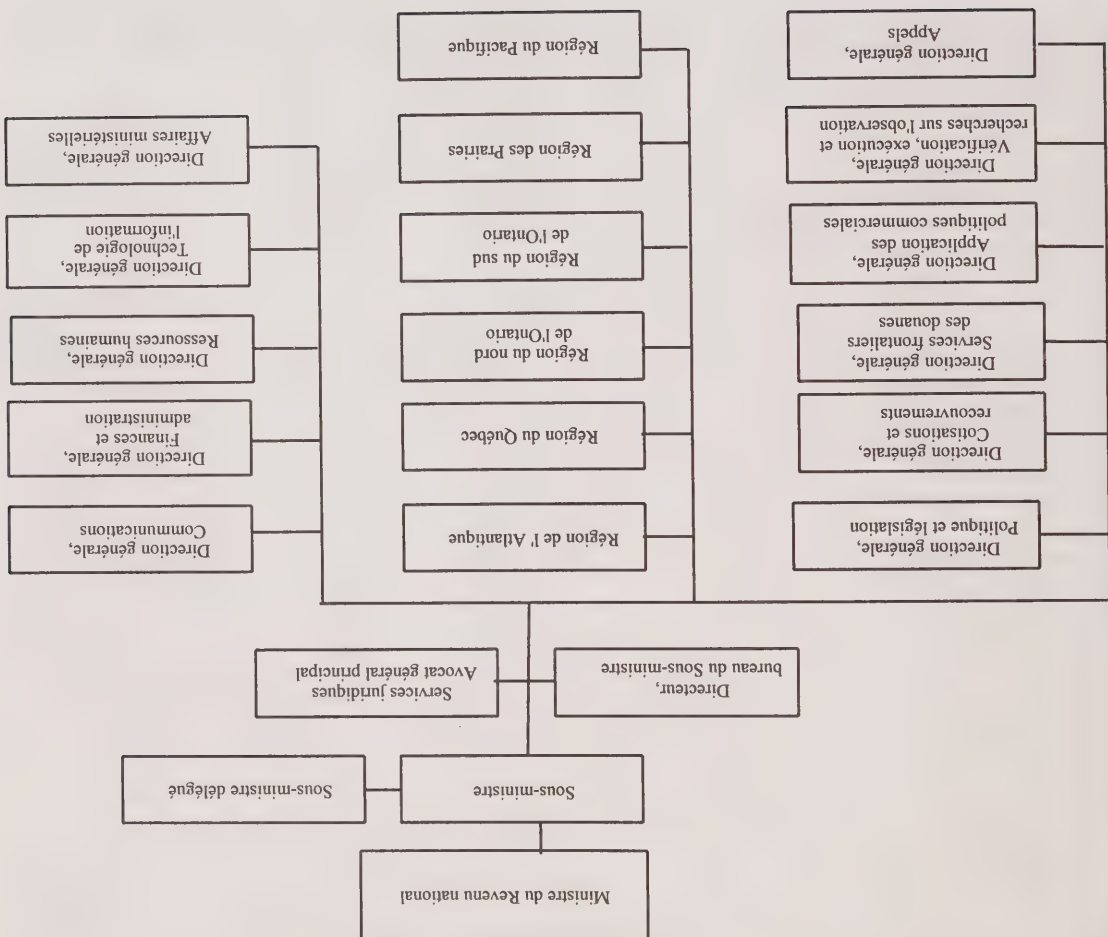 Ministre du Revenu national
Sous-ministre
Sous-ministre délégué
Directeur,
bureau du Sous-ministre
Services juridiques
Avocat général principal
Direction générale,
Politique et législation
Direction générale,
Cotisations et
recouvrements
Direction générale,
Services frontaliers
des douanes
Direction générale,
Application des
politiques commerciales
Direction générale,
Vérification, exécution et
recherches sur l'observation
Direction générale,
Appels
Région de l'Atlantique
Région du Québec
Région du nord
de l'Ontario
Région du sud
de l'Ontario
Région des Prairies
Région du Pacifique
Direction générale,
Communications
Direction générale,
Finances et
administration
Direction générale,
Ressources humaines
Direction générale,
Technologie de
l'information
Direction générale,
Affaires ministérielles